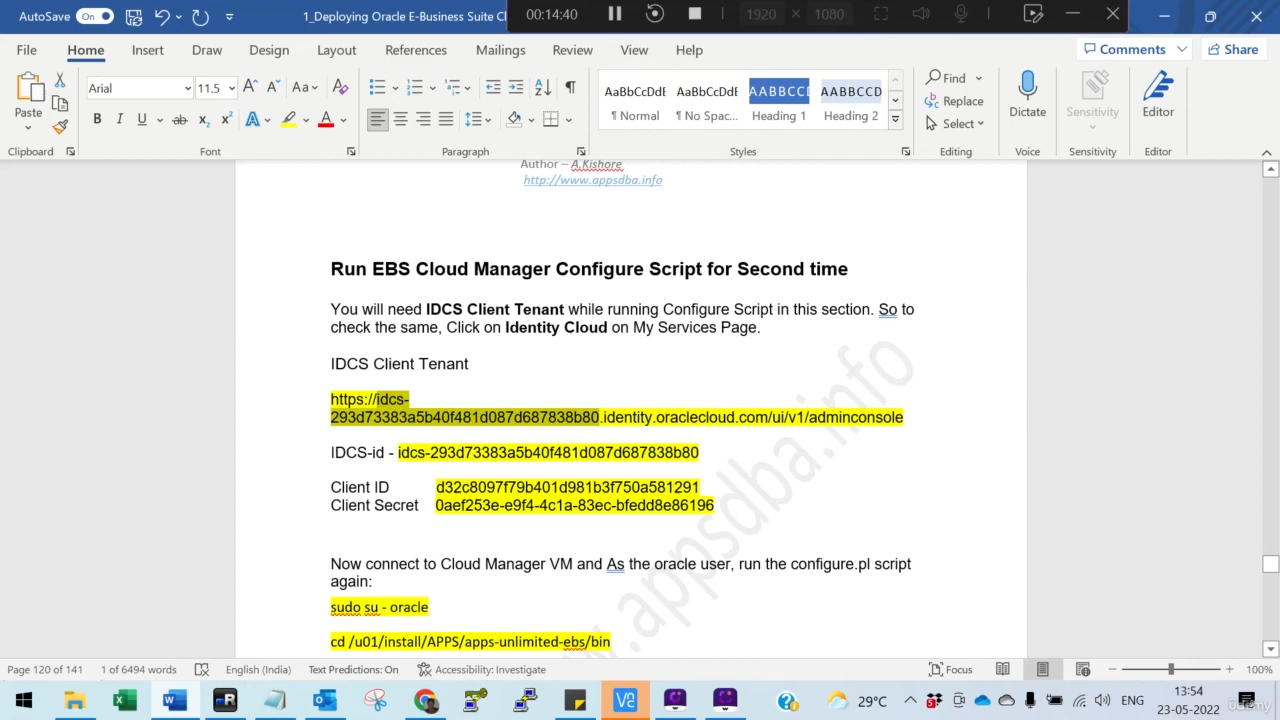 AutoSave On
1_Deploying Oracle E-Business Suite Cl
00:14:40
1920 1080
File Home Insert Draw Design Layout References Mailings Review View Help
Comments Share
Paste
Arial 11.5
Aa
AaBbCcDdE AaBbCcDdE AABBCCI AABBCCD
¶ Normal ¶ No Spac... Heading 1 Heading 2
Find
Replace
Select
Dictate Sensitivity Editor
Clipboard Font Paragraph Styles Editing Voice Sensitivity Editor
Author – A.Kishore
http://www.appsdba.info
Run EBS Cloud Manager Configure Script for Second time
You will need IDCS Client Tenant while running Configure Script in this section. So to
check the same, Click on Identity Cloud on My Services Page.
IDCS Client Tenant
https://idcs-
293d73383a5b40f481d087d687838b80.identity.oraclecloud.com/ui/v1/adminconsole
IDCS-id - idcs-293d73383a5b40f481d087d687838b80
Client ID d32c8097f79b401d981b3f750a581291
Client Secret 0aef253e-e9f4-4c1a-83ec-bfedd8e86196
Now connect to Cloud Manager VM and As the oracle user, run the configure.pl script
again:
sudo su - oracle
cd /u01/install/APPS/apps-unlimited-ebs/bin
w.appsdba.info
Page 120 of 141 1 of 6494 words English (India) Text Predictions: On Accessibility: Investigate Focus 100%
29°C ENG 13:54
23-05-2022
udemy